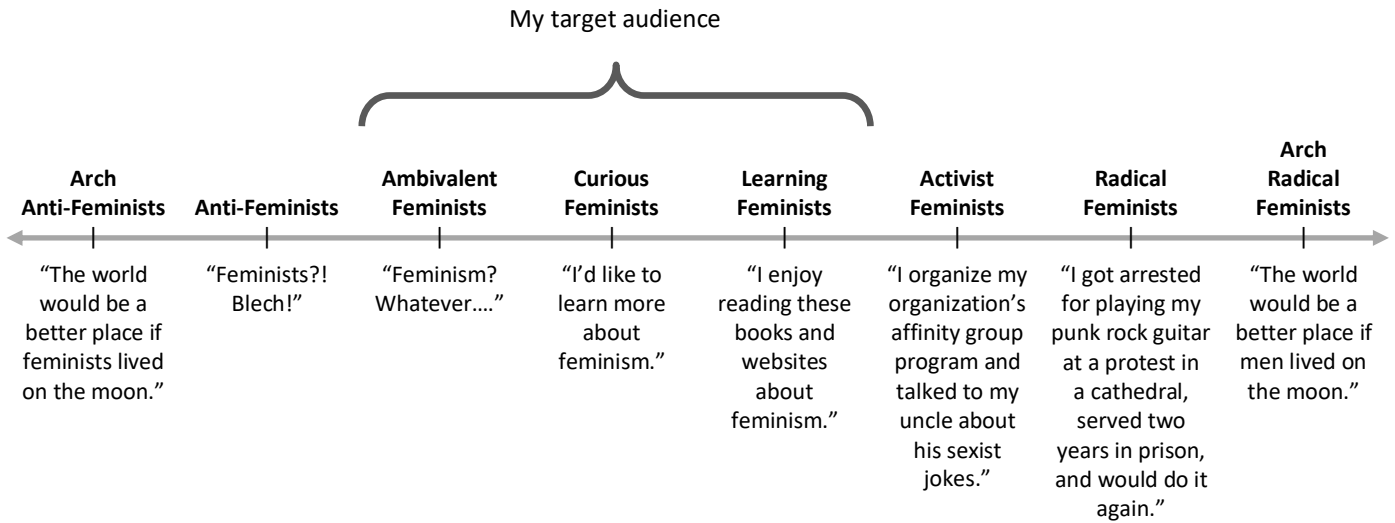 My target audience
Arch
Anti-Feminists
Anti-Feminists
Ambivalent
Feminists
Curious
Feminists
Learning
Feminists
Activist
Feminists
Radical
Feminists
Arch
Radical
Feminists
“The world
would be a
better place if
feminists lived
on the moon.”
“Feminists?!
Blech!”
“Feminism?
Whatever....”
“I’d like to
learn more
about
feminism.”
“I enjoy
reading these
books and
websites
about
feminism.”
“I organize my
organization’s
affinity group
program and
talked to my
uncle about
his sexist
jokes.”
“I got arrested
for playing my
punk rock guitar
at a protest in
a cathedral,
served two
years in prison,
and would do it
again.”
“The world
would be a
better place if
men lived on
the moon.”